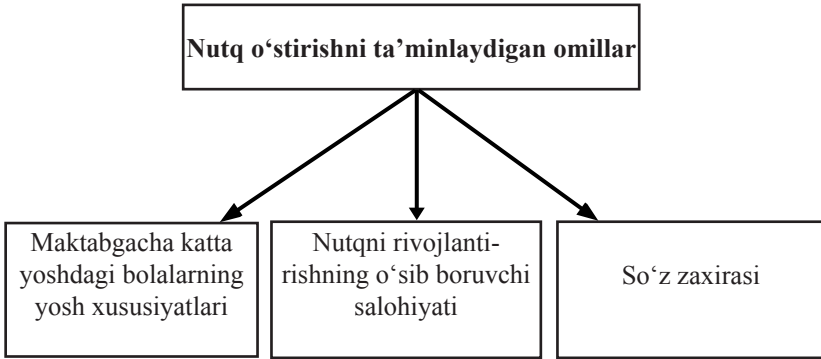 Nutq o‘stirishni ta’minlaydigan omillar
Maktabgacha katta
yoshdagi bolalarning
yosh xususiyatlari
Nutqni rivojlanti-
rishning o‘sib boruvchi
salohiyati
So‘z zaxirasi